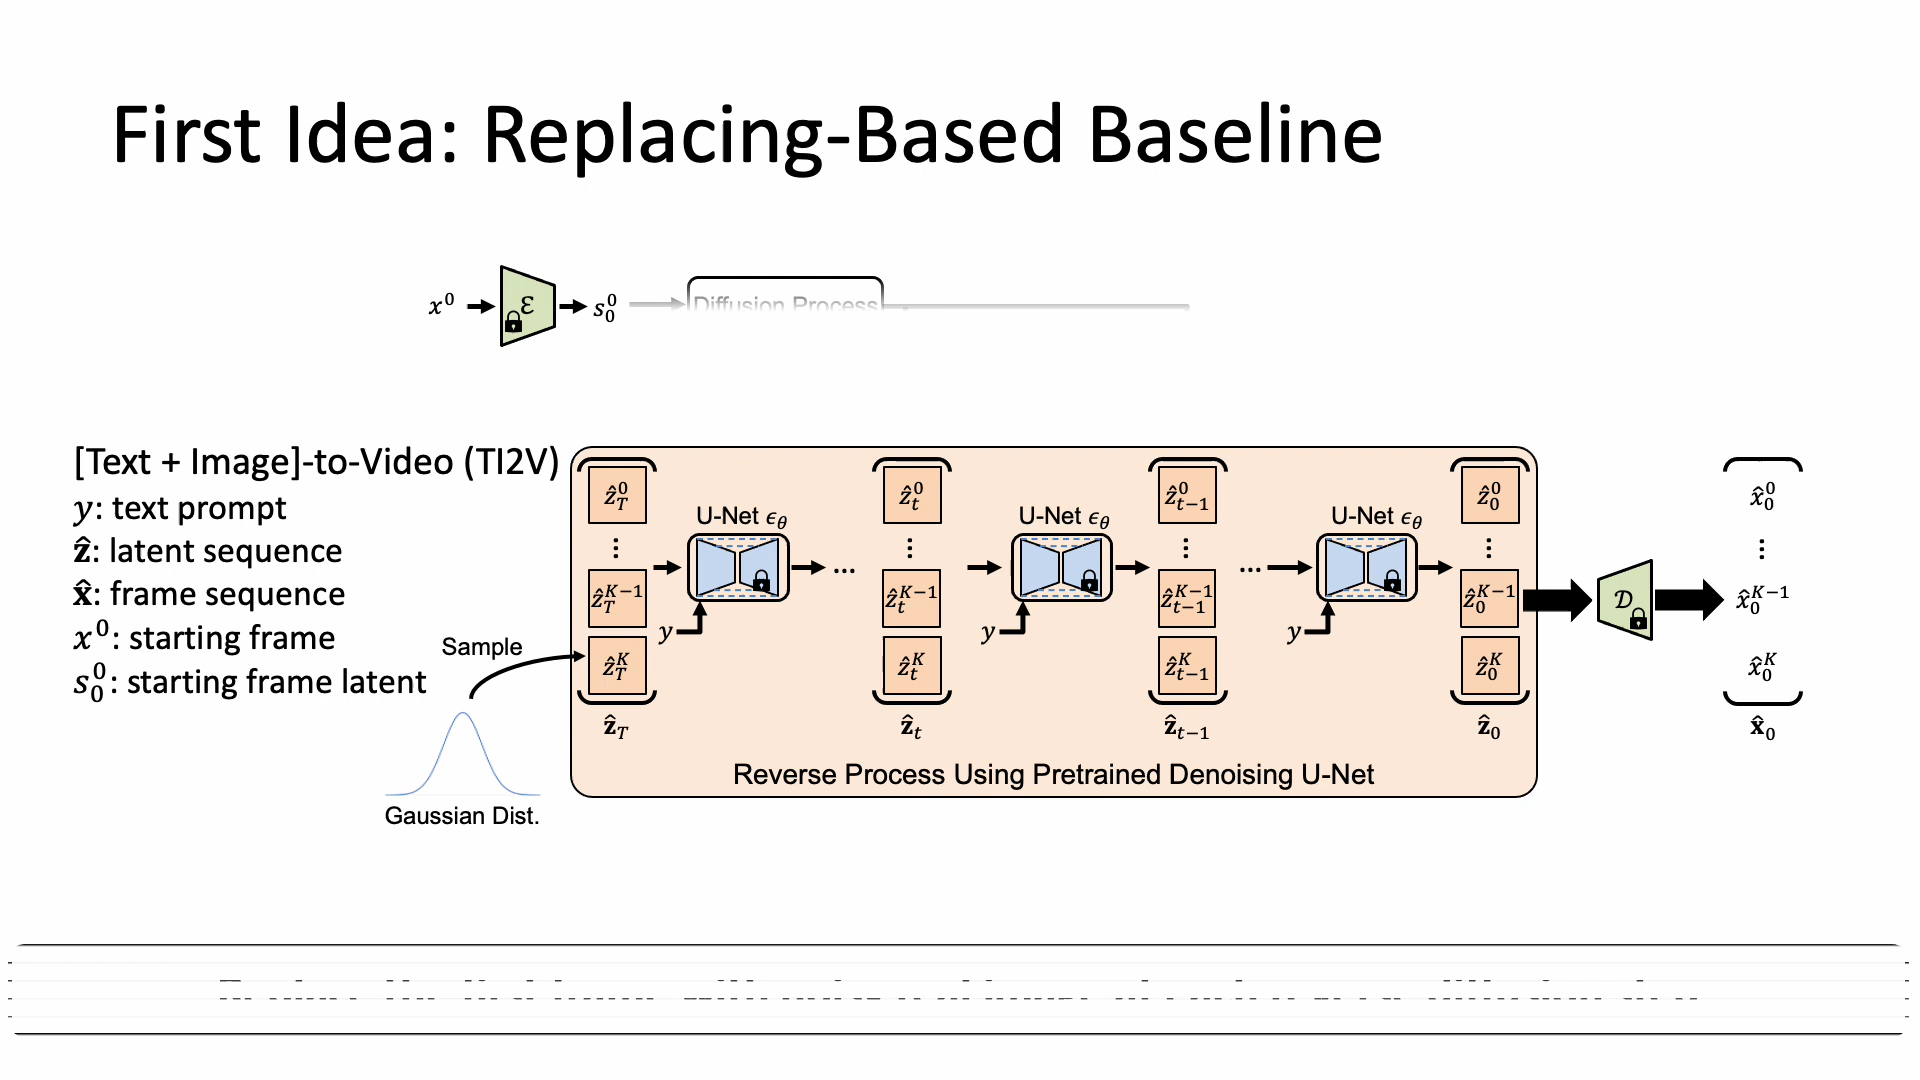 First Idea: Replacing-Based Baseline
x⁰ ℰ s₀⁰ Diffusion Process
[Text + Image]-to-Video (TI2V)
y: text prompt
ẑ: latent sequence
x̂: frame sequence
x⁰: starting frame
s₀⁰: starting frame latent
Sample
Gaussian Dist.
ẑ_T⁰ ẑ_t⁰ ẑ_{t−1}⁰ ẑ₀⁰ x̂₀⁰
U-Net ϵ_θ U-Net ϵ_θ U-Net ϵ_θ
⋮ ⋮ ⋮ ⋮ ⋮
... ...
ẑ_T^{K−1} ẑ_t^{K−1} ẑ_{t−1}^{K−1} ẑ₀^{K−1} 𝒟 x̂₀^{K−1}
y y y
ẑ_T^K ẑ_t^K ẑ_{t−1}^K ẑ₀^K x̂₀^K
ẑ_T ẑ_t ẑ_{t−1} ẑ₀ x̂₀
Reverse Process Using Pretrained Denoising U-Net